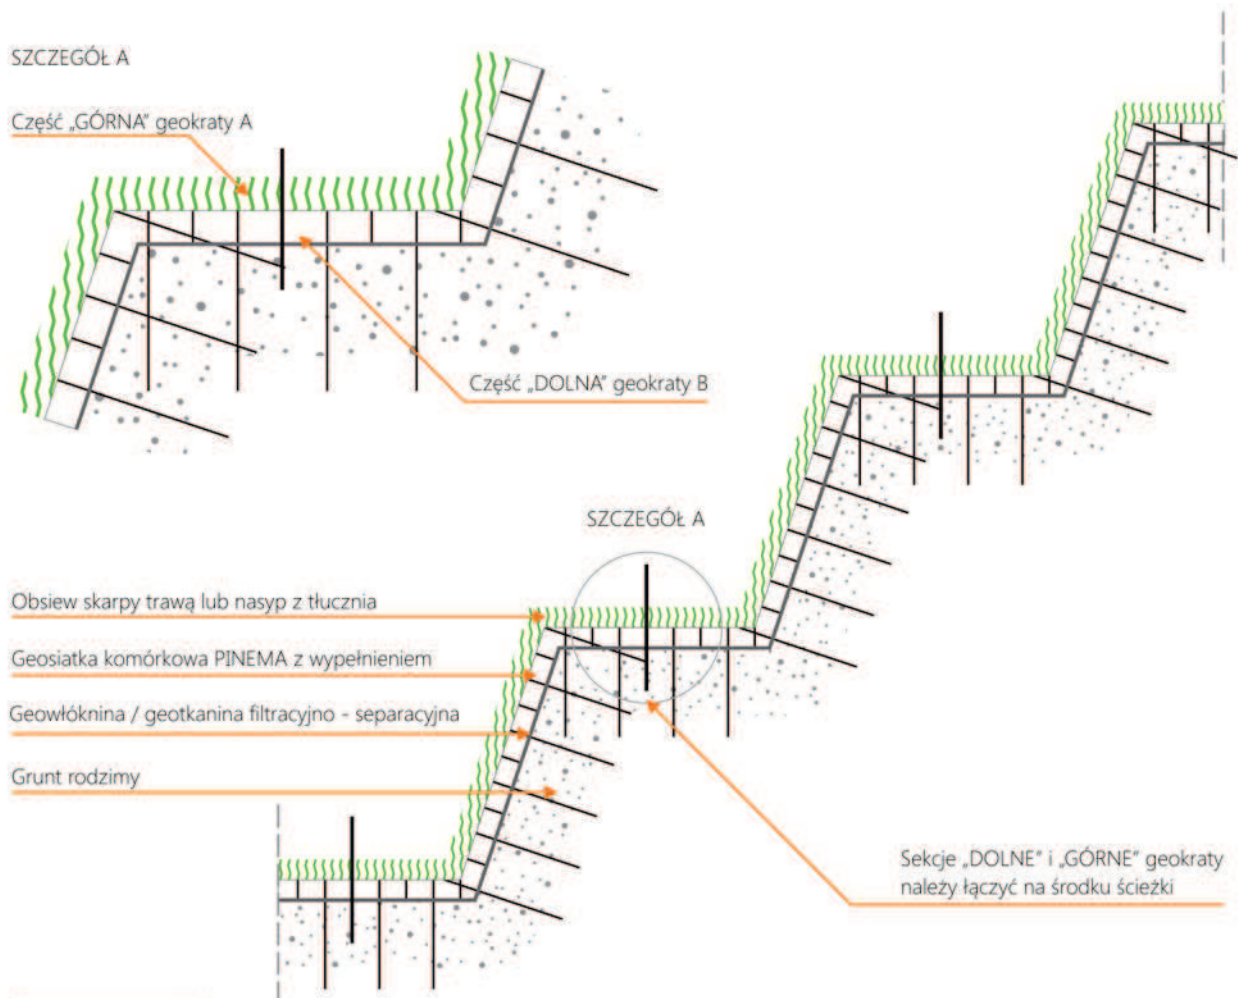 SZCZEGÓŁ A
Część „GÓRNA" geokraty A
Część „DOLNA" geokraty B
SZCZEGÓŁ A
Obsiew skarpy trawą lub nasyp z tłucznia
Geosiatka komórkowa PINEMA z wypełnieniem
Geowłóknina / geotkanina filtracyjno - separacyjna
Grunt rodzimy
Sekcje „DOLNE" i „GÓRNE" geokraty
należy łączyć na środku ścieżki